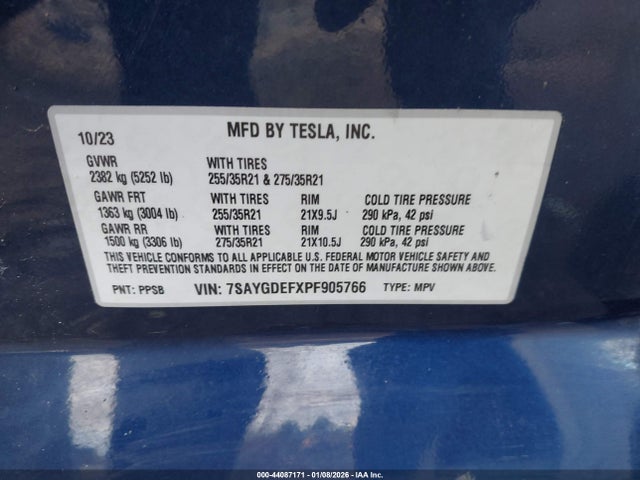 10/23 MFD BY TESLA, INC.
GVWR WITH TIRES
2382 kg (5252 lb) 255/35R21 & 275/35R21
GAWR FRT WITH TIRES RIM COLD TIRE PRESSURE
1363 kg (3004 lb) 255/35R21 21X9.5J 290 kPa, 42 psi
GAWR RR WITH TIRES RIM COLD TIRE PRESSURE
1500 kg (3306 lb) 275/35R21 21X10.5J 290 kPa, 42 psi
THIS VEHICLE CONFORMS TO ALL APPLICABLE U.S. FEDERAL MOTOR VEHICLE SAFETY AND
THEFT PREVENTION STANDARDS IN EFFECT ON THE DATE OF MANUFACTURE SHOWN ABOVE.
PNT: PPSB VIN: 7SAYGDEFXPF905766 TYPE: MPV
000-44087171 - 01/08/2026 - IAA Inc.